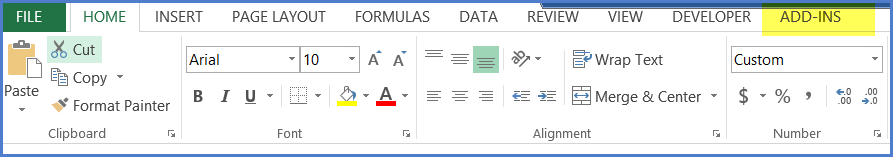 FILE HOME INSERT PAGE LAYOUT FORMULAS DATA REVIEW VIEW DEVELOPER ADD-INS
Paste
Cut
Copy
Format Painter
Clipboard
Arial 10 A A
B I U A
Font
Wrap Text
Merge & Center
Alignment
Custom
$ % , .0 .00 .00 .0
Number